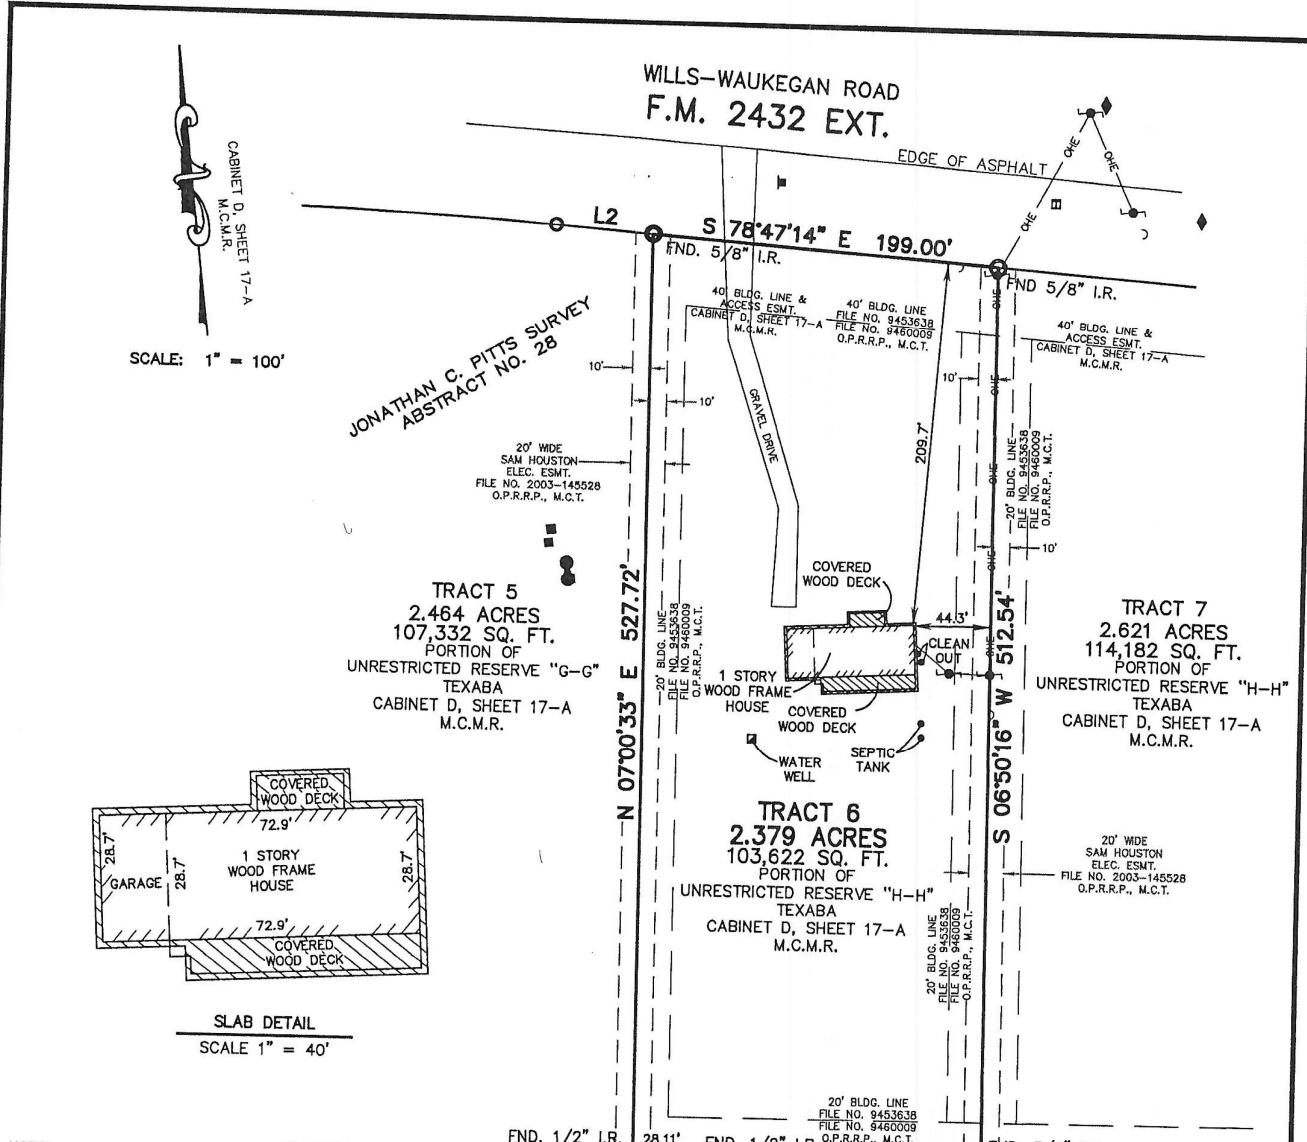 WILLS-WAUKEGAN ROAD
F.M. 2432 EXT.
EDGE OF ASPHALT
OHE
OHE
OHE
CABINET D, SHEET 17-A
M.C.M.R.
SCALE: 1" = 100'
L2
S 78°47'14" E 199.00'
FND. 5/8" I.R.
FND 5/8" I.R.
JONATHAN C. PITTS SURVEY
ABSTRACT NO. 28
40' BLDG. LINE &
ACCESS ESMT.
CABINET D, SHEET 17-A
M.C.M.R.
40' BLDG. LINE
FILE NO. 9453638
FILE NO. 9460009
O.P.R.R.P., M.C.T.
40' BLDG. LINE &
ACCESS ESMT.
CABINET D, SHEET 17-A
M.C.M.R.
10'
10'
10'
10'
GRAVEL DRIVE
209.7'
OHE
OHE
OHE
OHE
OHE
20' BLDG. LINE
FILE NO. 9453638
FILE NO. 9460009
O.P.R.R.P., M.C.T.
20' WIDE
SAM HOUSTON
ELEC. ESMT.
FILE NO. 2003-145528
O.P.R.R.P., M.C.T.
TRACT 5
2.464 ACRES
107,332 SQ. FT.
PORTION OF
UNRESTRICTED RESERVE "G-G"
TEXABA
CABINET D, SHEET 17-A
M.C.M.R.
N 07°00'33" E 527.72'
20' BLDG. LINE
FILE NO. 9453638
FILE NO. 9460009
O.P.R.R.P., M.C.T.
COVERED
WOOD DECK
44.3'
CLEAN
OUT
1 STORY
WOOD FRAME
HOUSE
COVERED
WOOD DECK
WATER
WELL
SEPTIC
TANK
S 06°50'16" W 512.54'
TRACT 7
2.621 ACRES
114,182 SQ. FT.
PORTION OF
UNRESTRICTED RESERVE "H-H"
TEXABA
CABINET D, SHEET 17-A
M.C.M.R.
TRACT 6
2.379 ACRES
103,622 SQ. FT.
PORTION OF
UNRESTRICTED RESERVE "H-H"
TEXABA
CABINET D, SHEET 17-A
M.C.M.R.
20' WIDE
SAM HOUSTON
ELEC. ESMT.
FILE NO. 2003-145528
O.P.R.R.P., M.C.T.
20' BLDG. LINE
FILE NO. 9453638
FILE NO. 9460009
O.P.R.R.P., M.C.T.
COVERED
WOOD DECK
72.9'
28.7'
28.7'
28.7'
1 STORY
WOOD FRAME
HOUSE
GARAGE
72.9'
COVERED
WOOD DECK
SLAB DETAIL
SCALE 1" = 40'
20' BLDG. LINE
FILE NO. 9453638
FILE NO. 9460009
O.P.R.R.P., M.C.T.
FND. 1/2" I.R.
28.11'